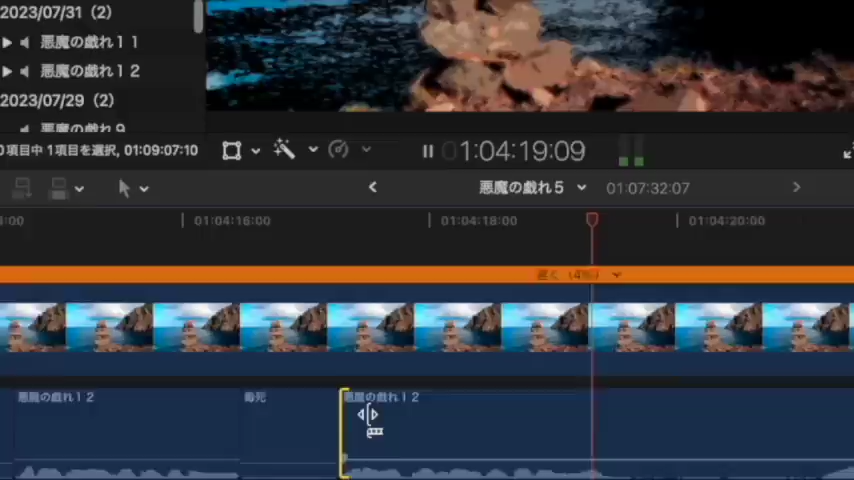 2023/07/31（2）
悪魔の戯れ１１
悪魔の戯れ１２
2023/07/29（2）
悪魔の戯れ９
0項目中 1項目を選択, 01:09:07:10
01:04:19:09
悪魔の戯れ５
01:07:32:07
01:04:16:00
01:04:18:00
01:04:20:00
遅く（4%）
悪魔の戯れ１２
毒死
悪魔の戯れ１２